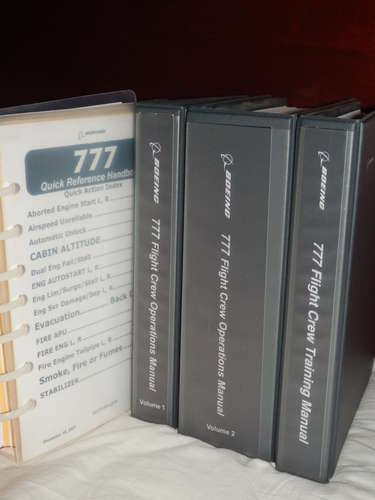 BOEING
777
Quick Reference Handbo
Quick Action Index
Aborted Engine Start L, R
Airspeed Unreliable
Automatic Unlock
CABIN ALTITUDE
Dual Eng Fail/Stall
ENG AUTOSTART L, R
Eng Lim/Surge/Stall L, R
Eng Svr Damage/Sep L, R
Evacuation Back C
FIRE APU
FIRE ENG L, R
Fire Engine Tailpipe L, R
Smoke, Fire or Fumes
STABILIZER
BOEING
777 Flight Crew Operations Manual
Volume 1
BOEING
777 Flight Crew Operations Manual
Volume 2
BOEING
777 Flight Crew Training Manual